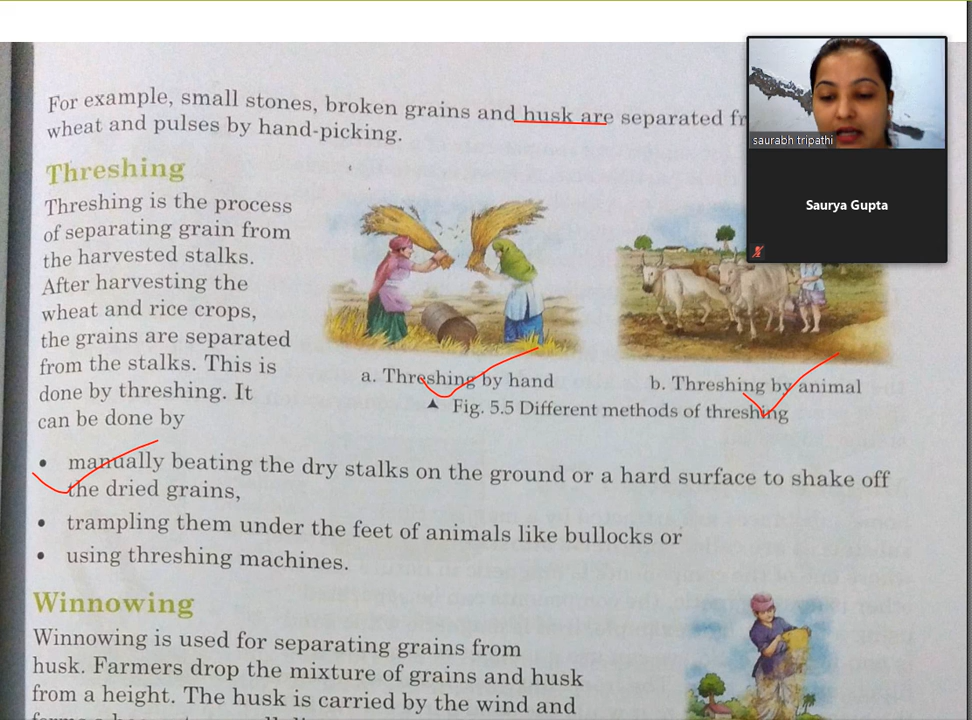 For example, small stones, broken grains and husk are separated fr
wheat and pulses by hand-picking.
saurabh tripathi
Saurya Gupta
Threshing
Threshing is the process
of separating grain from
the harvested stalks.
After harvesting the
wheat and rice crops,
the grains are separated
from the stalks. This is
done by threshing. It
can be done by
a. Threshing by hand
b. Threshing by animal
▲ Fig. 5.5 Different methods of threshing
• manually beating the dry stalks on the ground or a hard surface to shake off
the dried grains,
• trampling them under the feet of animals like bullocks or
• using threshing machines.
Winnowing
Winnowing is used for separating grains from
husk. Farmers drop the mixture of grains and husk
from a height. The husk is carried by the wind and